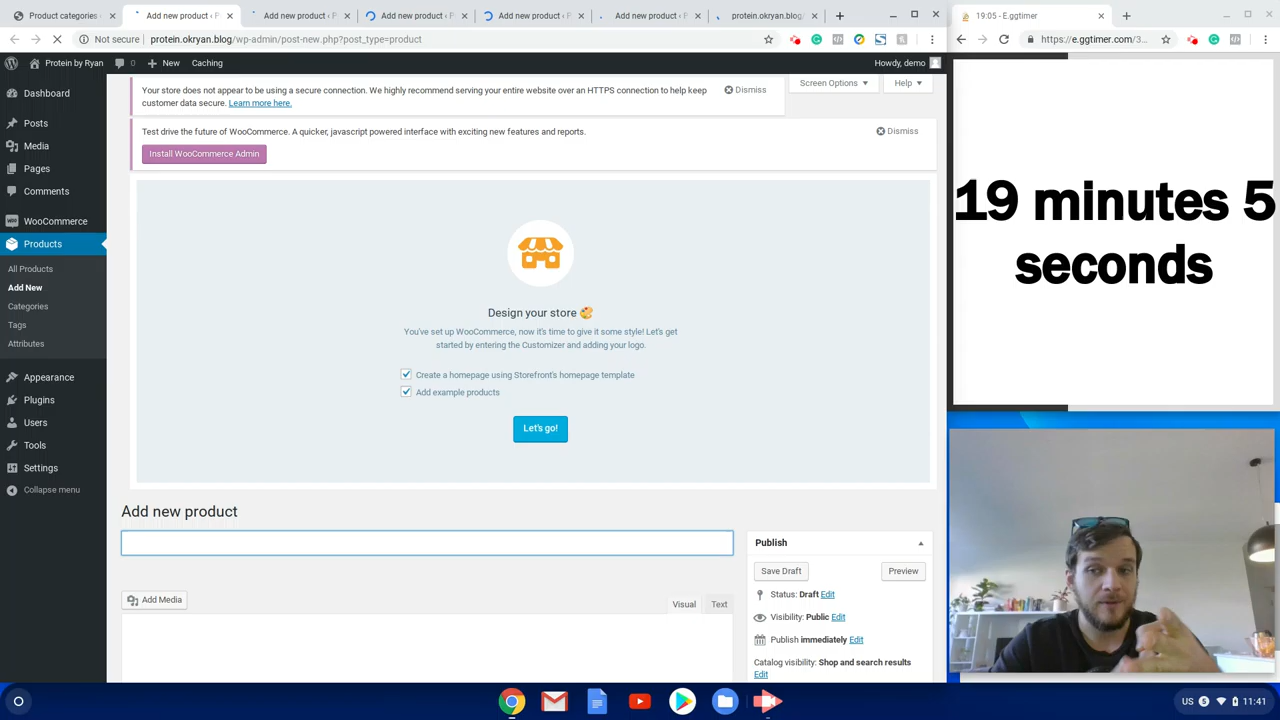 Product categories ‹
Add new product ‹ P
Add new product ‹ P
Add new product ‹ P
Add new product ‹ P
Add new product ‹ P
protein.okryan.blog/
19:05 - E.ggtimer
Not secure
protein.okryan.blog/wp-admin/post-new.php?post_type=product
https://e.ggtimer.com/3...
Protein by Ryan
0
New
Caching
Howdy, demo
Dashboard
Posts
Media
Pages
Comments
WooCommerce
Products
All Products
Add New
Categories
Tags
Attributes
Appearance
Plugins
Users
Tools
Settings
Collapse menu
Your store does not appear to be using a secure connection. We highly recommend serving your entire website over an HTTPS connection to help keep
customer data secure. Learn more here.
Dismiss
Screen Options
Help
Test drive the future of WooCommerce. A quicker, javascript powered interface with exciting new features and reports.
Dismiss
Install WooCommerce Admin
Design your store
You've set up WooCommerce, now it's time to give it some style! Let's get
started by entering the Customizer and adding your logo.
Create a homepage using Storefront's homepage template
Add example products
Let's go!
Add new product
Add Media
Visual
Text
Publish
Save Draft
Preview
Status: Draft Edit
Visibility: Public Edit
Publish immediately Edit
Catalog visibility: Shop and search results
Edit
19 minutes 5
seconds
US
11:41